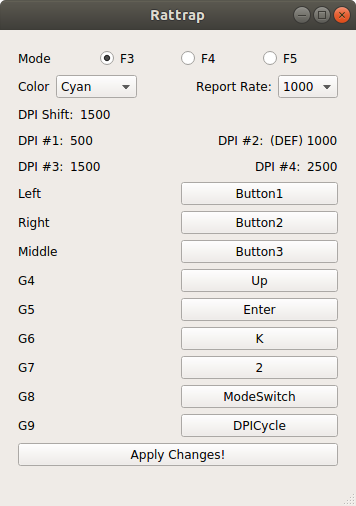 Rattrap
Mode F3 F4 F5
Color Cyan Report Rate: 1000
DPI Shift: 1500
DPI #1: 500 DPI #2: (DEF) 1000
DPI #3: 1500 DPI #4: 2500
Left Button1
Right Button2
Middle Button3
G4 Up
G5 Enter
G6 K
G7 2
G8 ModeSwitch
G9 DPICycle
Apply Changes!